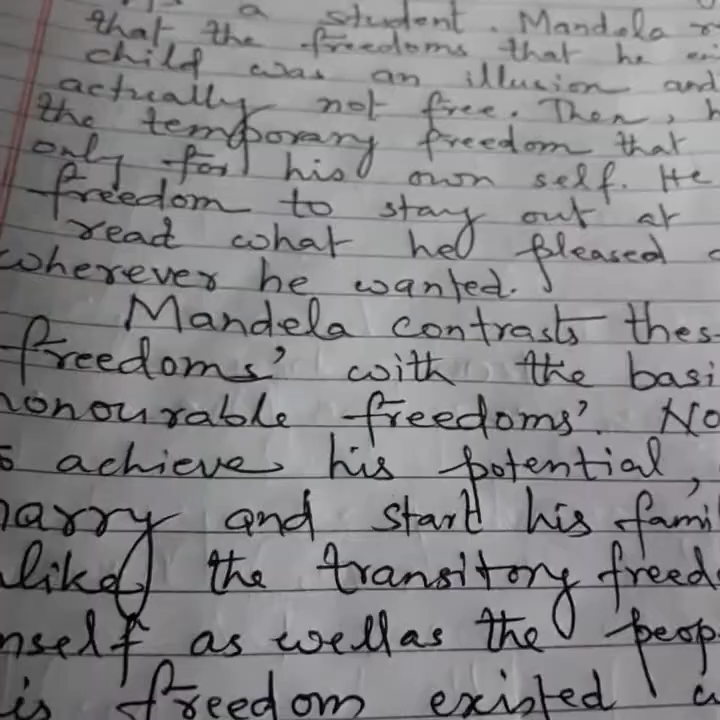 a student. Mandela
that the freedoms that he
child was an illusion and
actually not free. Then,
the temporary freedom that
only for his own self. He
freedom to stay out at
read what he pleased
wherever he wanted.
Mandela contrasts thes
freedoms' with the basi
honourable freedoms'. No
achieve his potential,
marry and start his famil
like the transitory freed
mself as well as the peop
is freedom existed